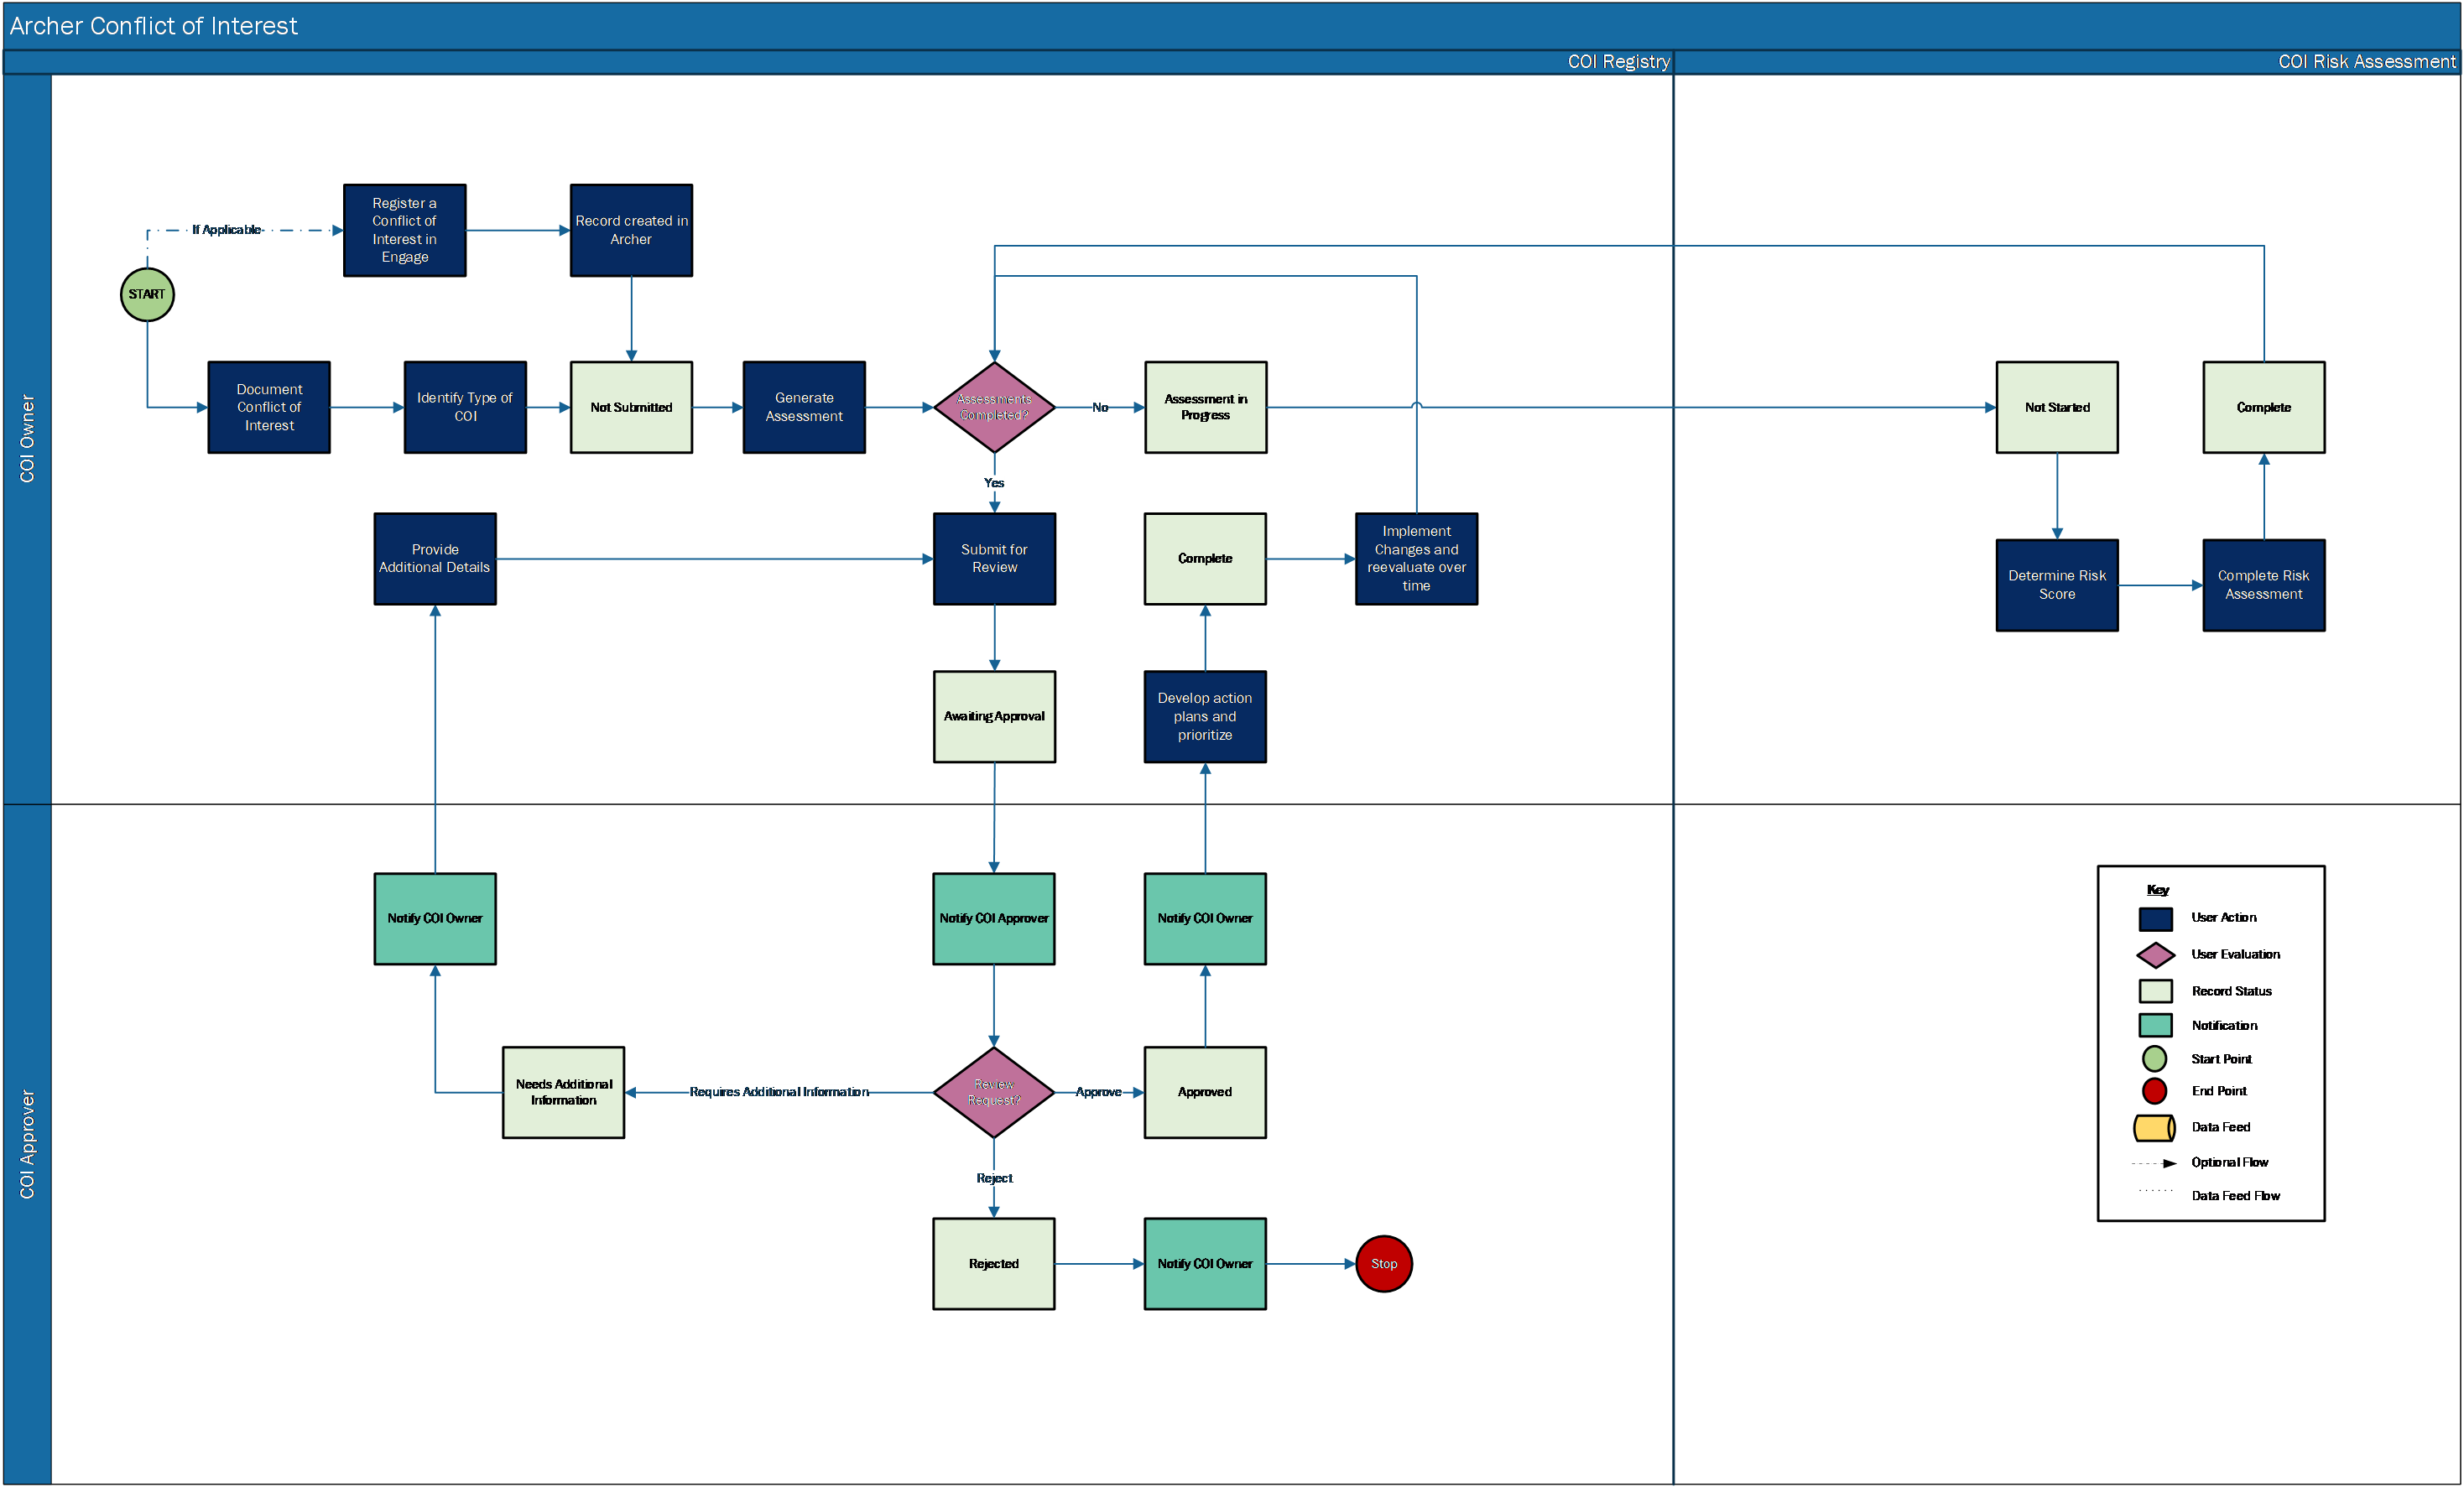 Archer Conflict of Interest
COI Registry
COI Risk Assessment
COI Owner
Register a
Conflict of
Interest in
Engage
Record created in
Archer
If Applicable
START
Document
Conflict of
Interest
Identify Type of
COI
Not Submitted
Generate
Assessment
Assessments
Completed?
No
Assessment in
Progress
Not Started
Complete
Yes
Provide
Additional Details
Submit for
Review
Complete
Implement
Changes and
reevaluate over
time
Determine Risk
Score
Complete Risk
Assessment
Awaiting Approval
Develop action
plans and
prioritize
COI Approver
Notify COI Owner
Notify COI Approver
Notify COI Owner
Needs Additional
Information
Requires Additional Information
Review
Request?
Approve
Approved
Reject
Rejected
Notify COI Owner
Stop
Key
User Action
User Evaluation
Record Status
Notification
Start Point
End Point
Data Feed
Optional Flow
Data Feed Flow